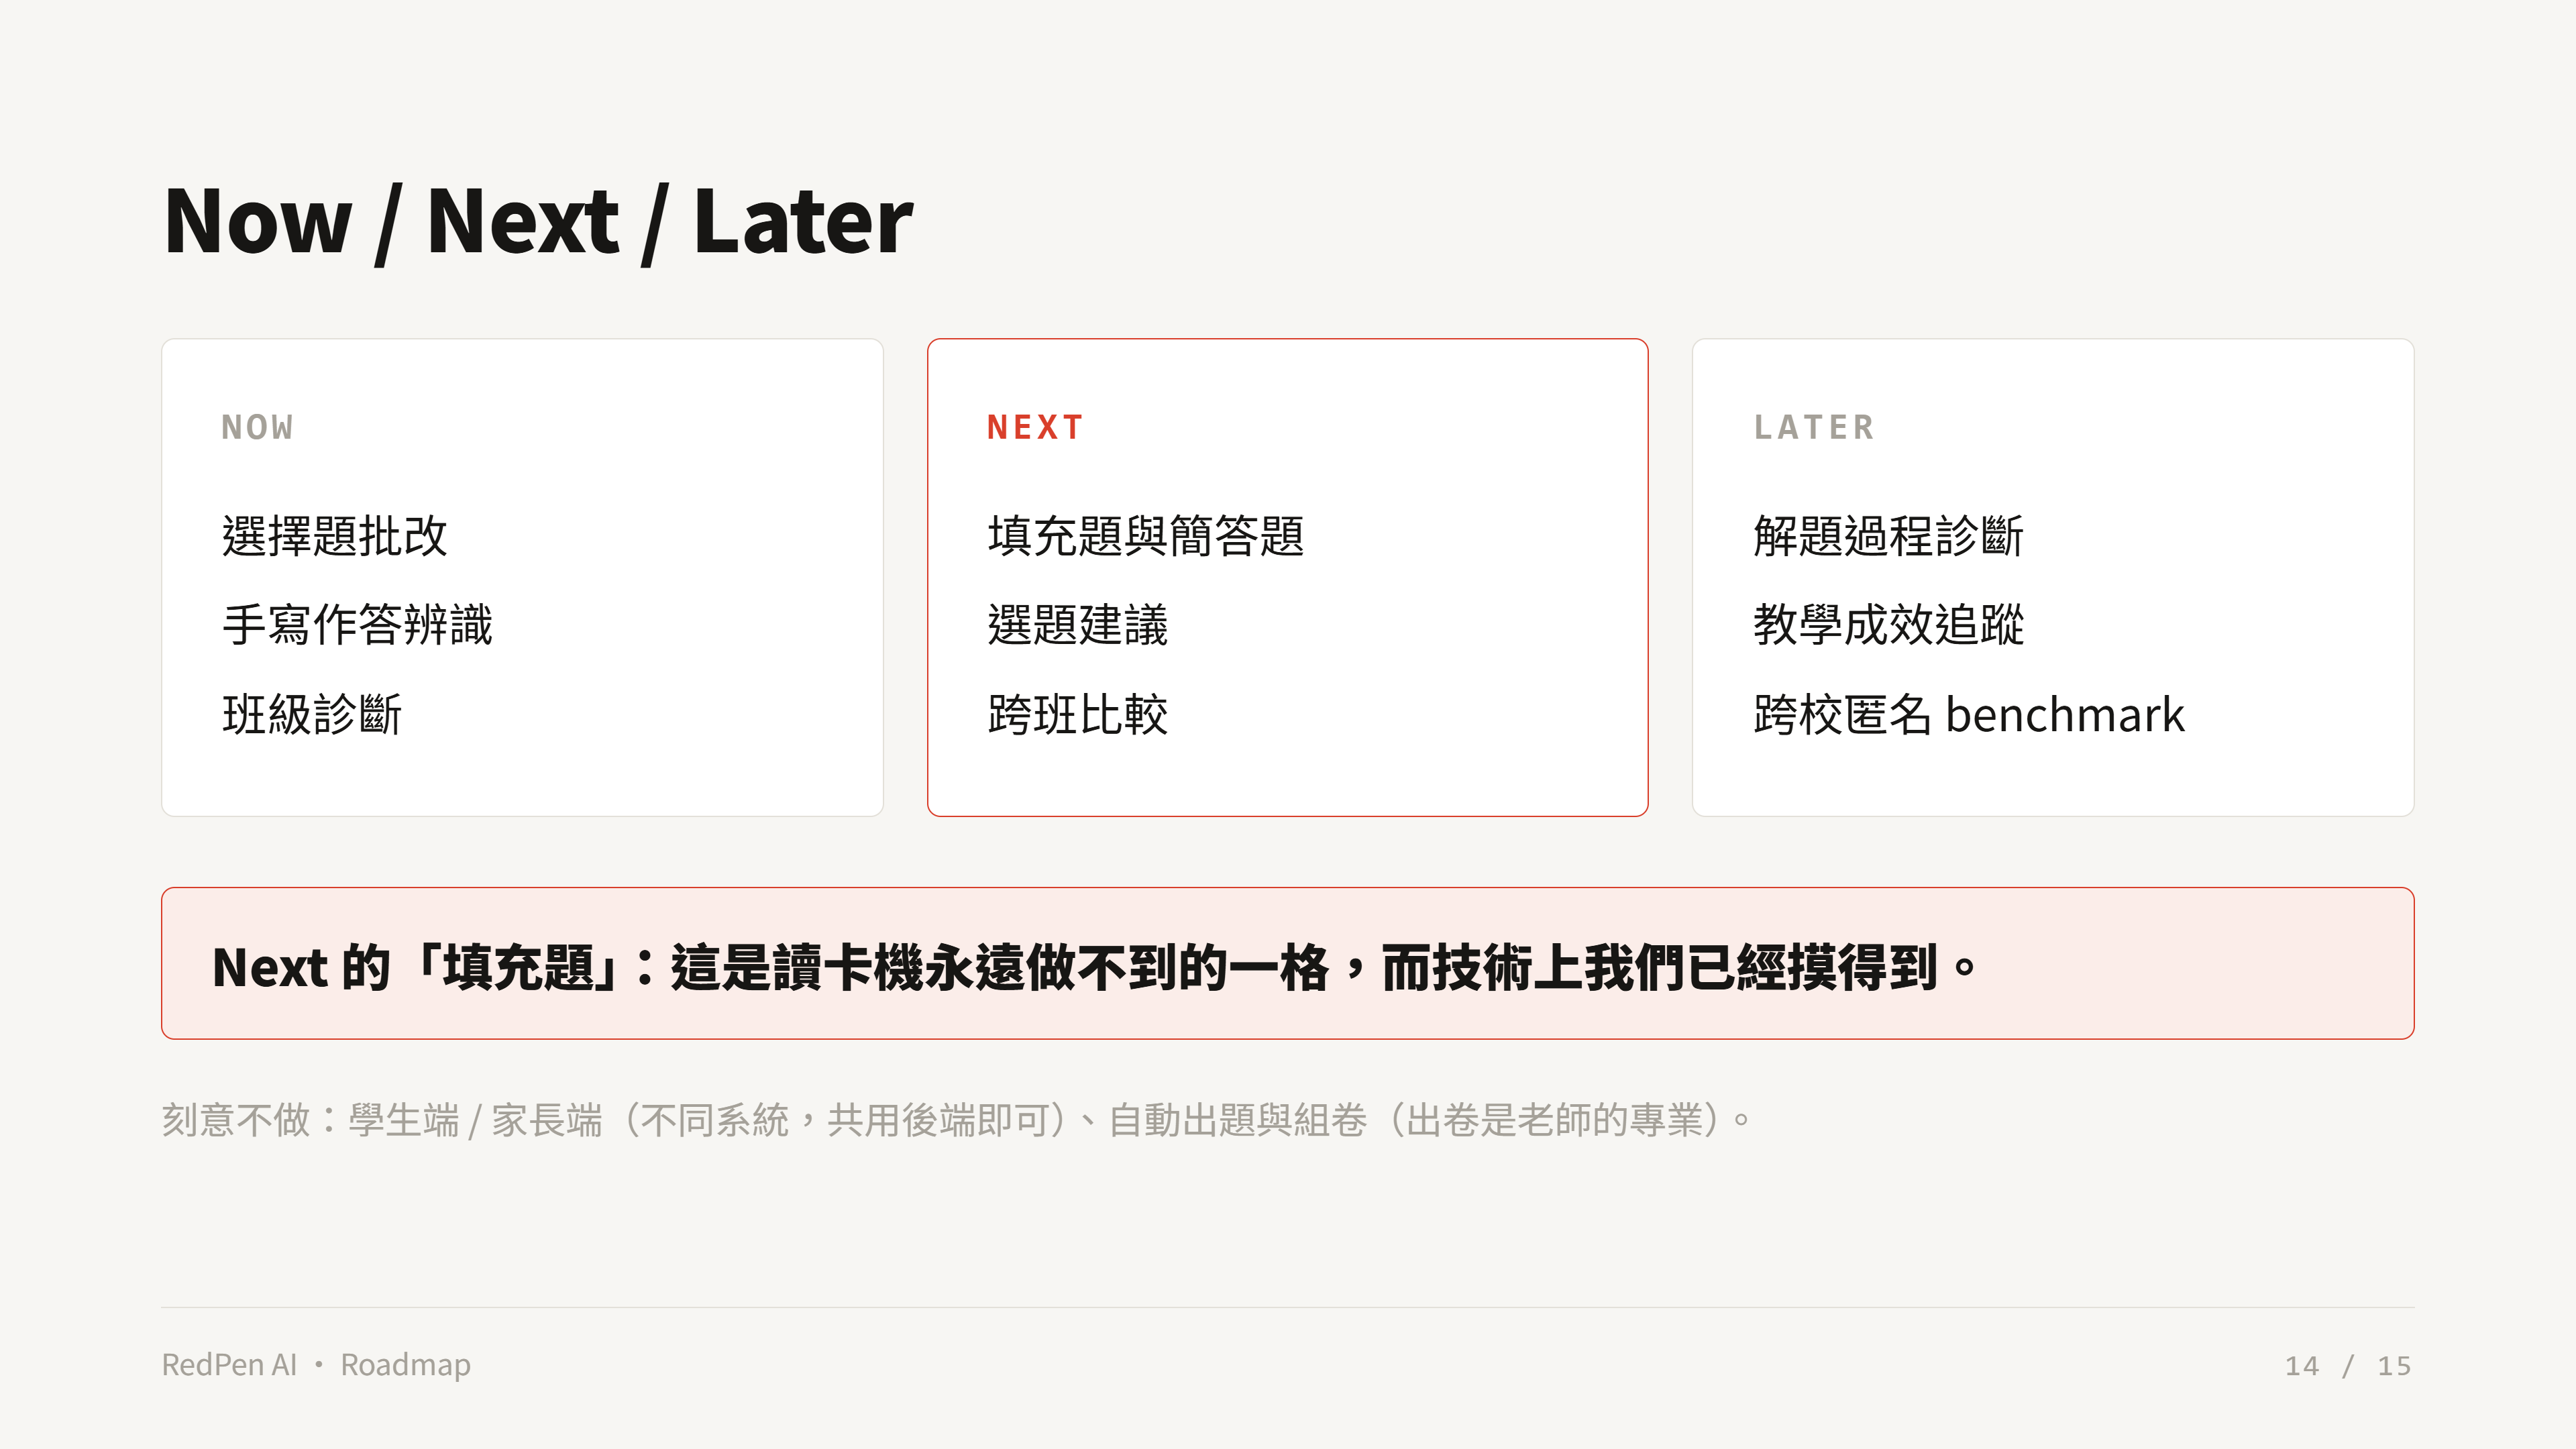 Now / Next / Later
NOW
選擇題批改
手寫作答辨識
班級診斷
NEXT
填充題與簡答題
選題建議
跨班比較
LATER
解題過程診斷
教學成效追蹤
跨校匿名 benchmark
Next 的「填充題」：這是讀卡機永遠做不到的一格，而技術上我們已經摸得到。
刻意不做：學生端 / 家長端（不同系統，共用後端即可）、自動出題與組卷（出卷是老師的專業）。
RedPen AI · Roadmap
14 / 15